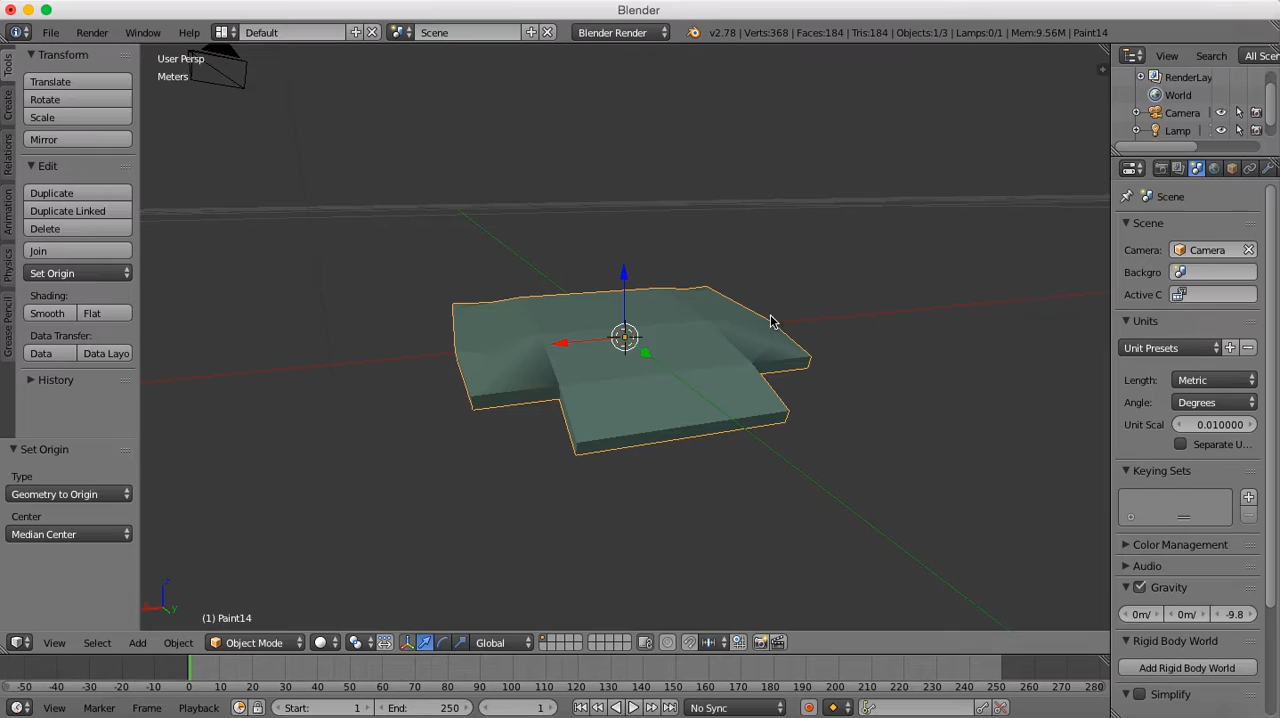 Blender
File Render Window Help Default Scene Blender Render v2.78 | Verts:368 | Faces:184 | Tris:184 | Objects:1/3 | Lamps:0/1 | Mem:9.56M | Paint14
Tools
Create
Relations
Animation
Physics
Grease Pencil
Transform
Translate
Rotate
Scale
Mirror
Edit
Duplicate
Duplicate Linked
Delete
Join
Set Origin
Shading:
Smooth Flat
Data Transfer:
Data Data Layo
History
Set Origin
Type
Geometry to Origin
Center
Median Center
User Persp
Meters
z
y
(1) Paint14
View Search All Scen
RenderLay
World
Camera
Lamp
Scene
Scene
Camera: Camera
Backgro
Active C
Units
Unit Presets
Length: Metric
Angle: Degrees
Unit Scal 0.010000
Separate U...
Keying Sets
Color Management
Audio
Gravity
0m/ 0m/ -9.8
Rigid Body World
Add Rigid Body World
Simplify
View Select Add Object Object Mode Global
-50 -40 -30 -20 -10 0 10 20 30 40 50 60 70 80 90 100 110 120 130 140 150 160 170 180 190 200 210 220 230 240 250 260 270 280
View Marker Frame Playback Start: 1 End: 250 1 No Sync